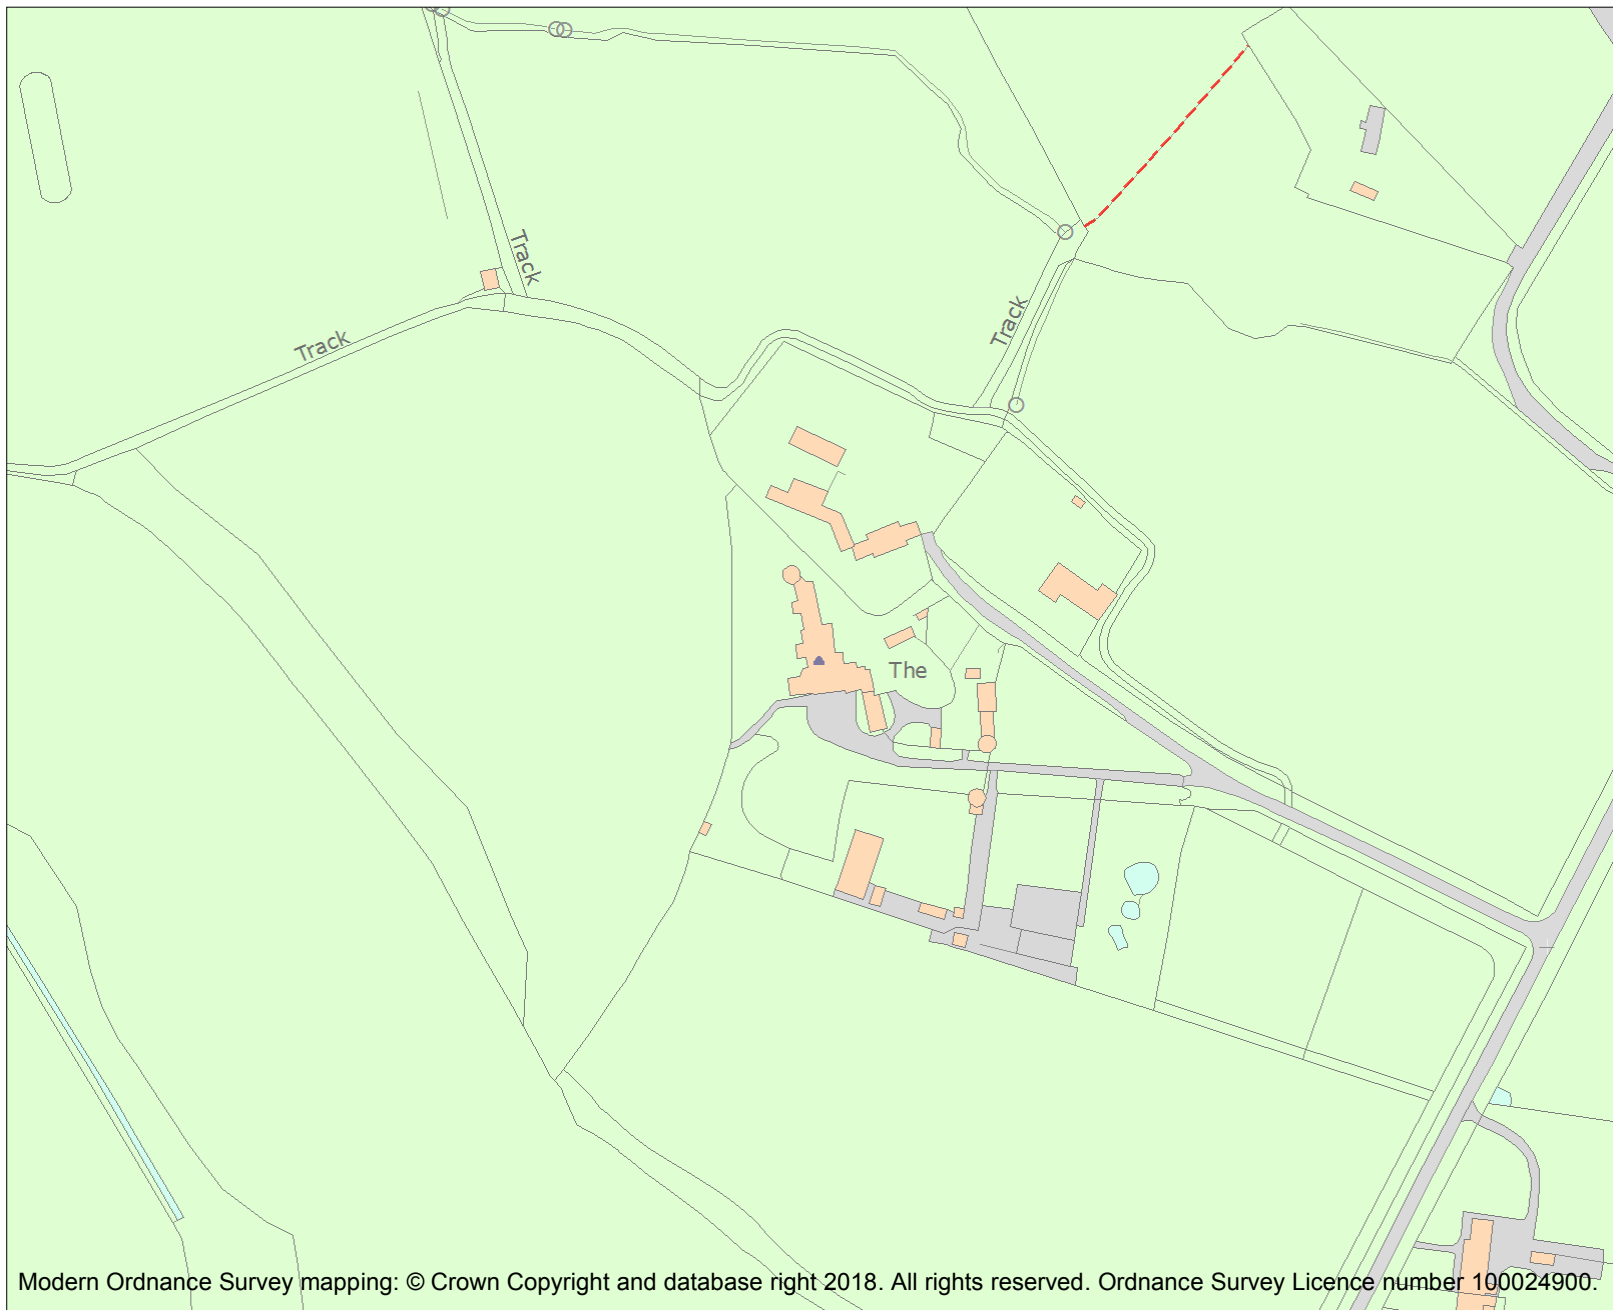 Track
Track
Track
The
Modern Ordnance Survey mapping: © Crown Copyright and database right 2018. All rights reserved. Ordnance Survey Licence number 100024900.